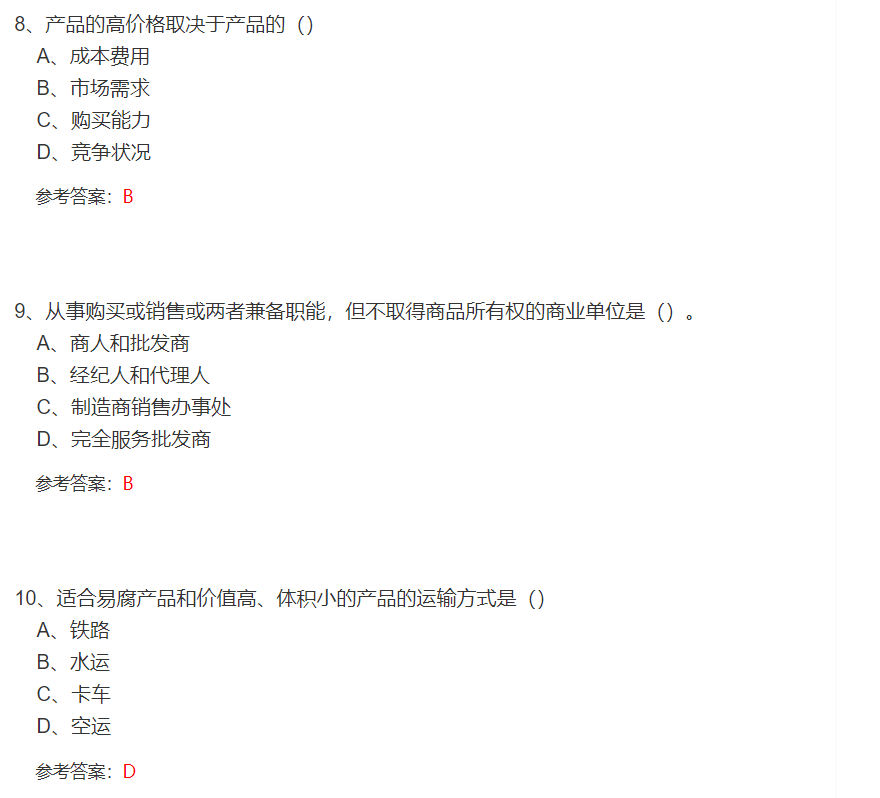 8、产品的高价格取决于产品的（）
A、成本费用
B、市场需求
C、购买能力
D、竞争状况
参考答案：B
9、从事购买或销售或两者兼备职能，但不取得商品所有权的商业单位是（）。
A、商人和批发商
B、经纪人和代理人
C、制造商销售办事处
D、完全服务批发商
参考答案：B
10、适合易腐产品和价值高、体积小的产品的运输方式是（）
A、铁路
B、水运
C、卡车
D、空运
参考答案：D